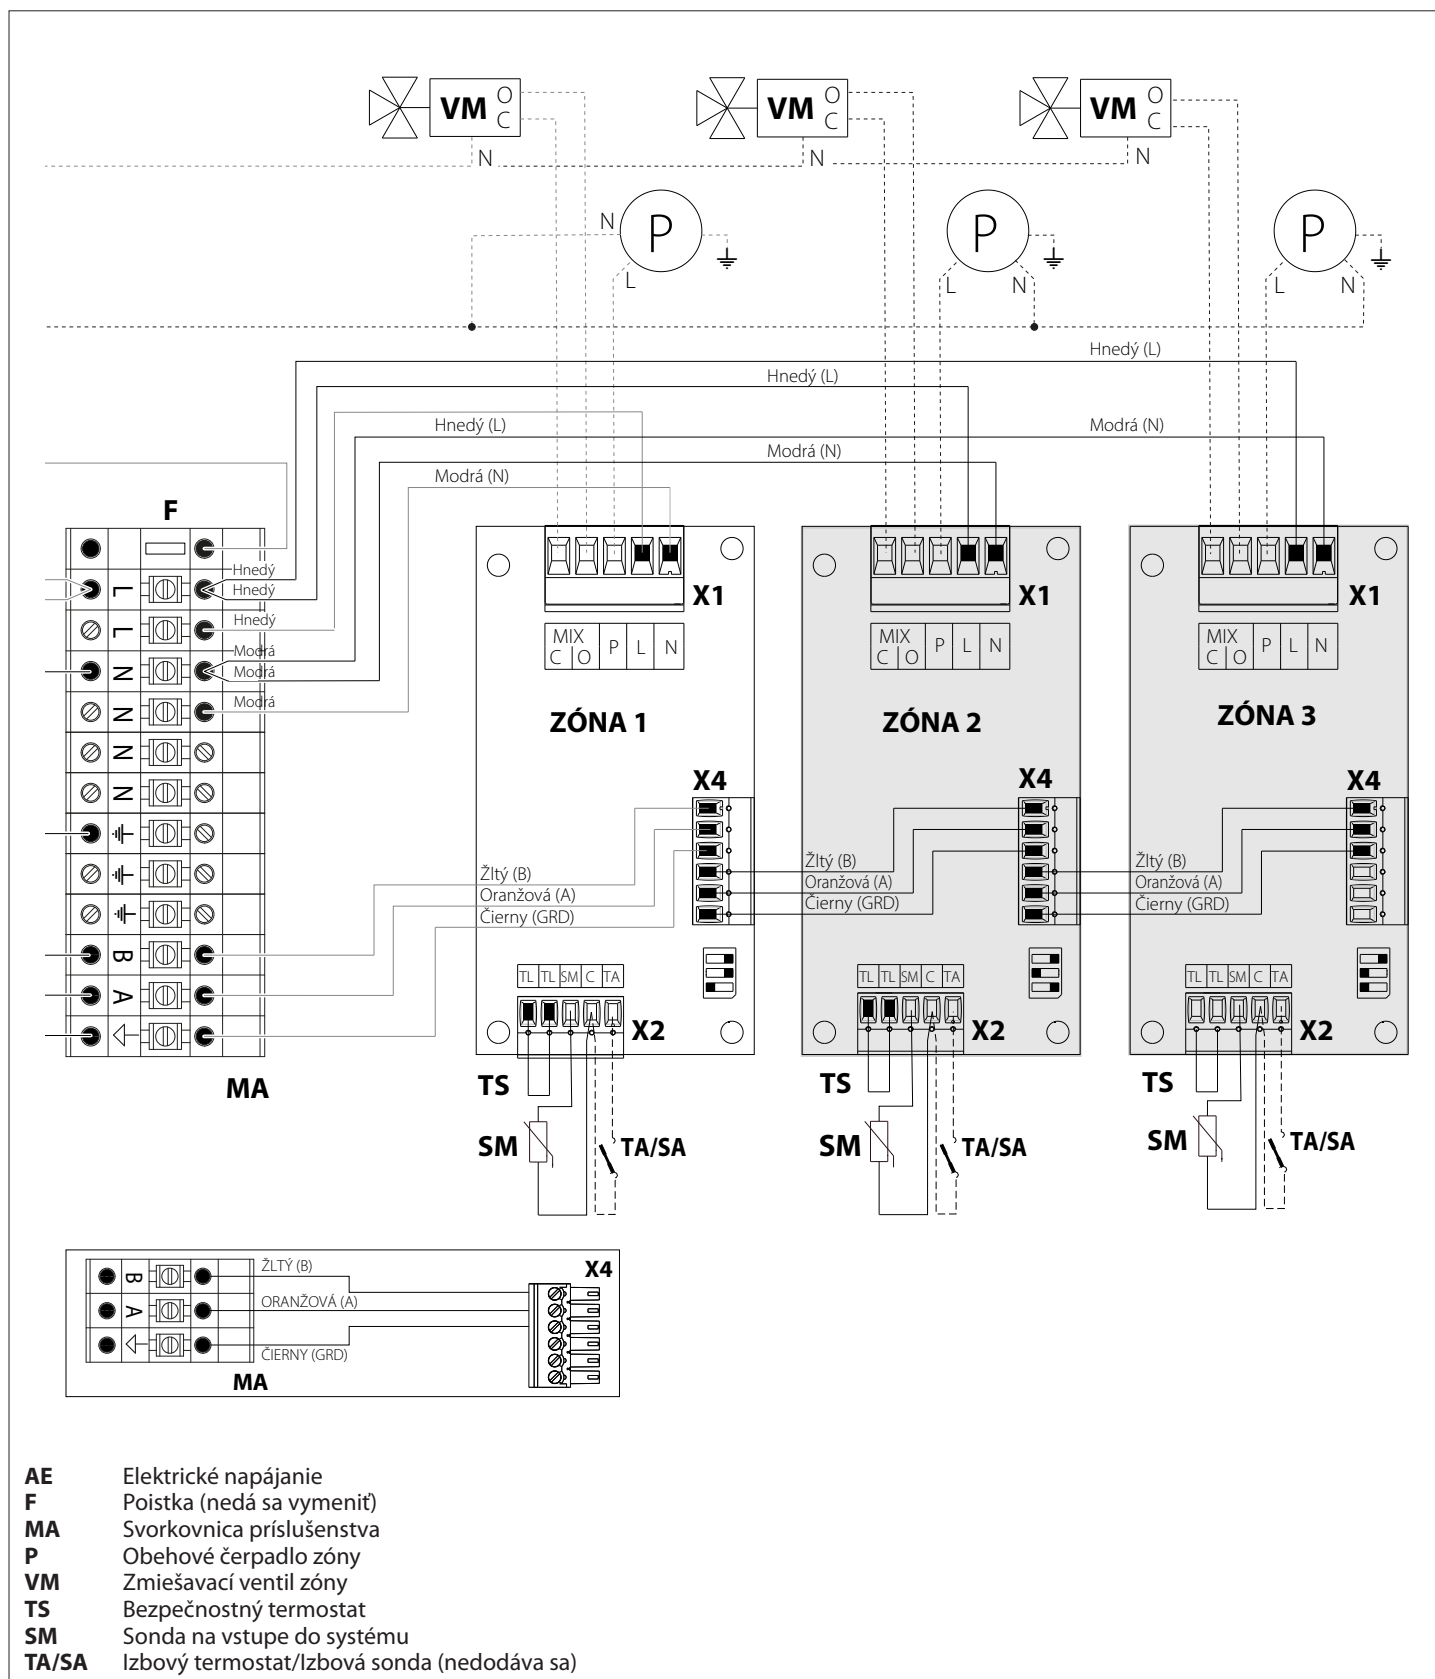 VM O C
VM O C
VM O C
N
N
N
N P
P
P
L
L N
L N
Hnedý (L)
Hnedý (L)
Hnedý (L)
Modrá (N)
Modrá (N)
Modrá (N)
F
L Hnedý
Hnedý
L Hnedý
Modrá
N Modrá
N Modrá
N
N
B
A
MA
X1
MIX C O P L N
ZÓNA 1
X4
Žltý (B)
Oranžová (A)
Čierny (GRD)
TL TL SM C TA
X2
TS
SM
TA/SA
X1
MIX C O P L N
ZÓNA 2
X4
Žltý (B)
Oranžová (A)
Čierny (GRD)
TL TL SM C TA
X2
TS
SM
TA/SA
X1
MIX C O P L N
ZÓNA 3
X4
Žltý (B)
Oranžová (A)
Čierny (GRD)
TL TL SM C TA
X2
TS
SM
TA/SA
B ŽLTÝ (B)
A ORANŽOVÁ (A)
ČIERNY (GRD)
X4
MA
AE Elektrické napájanie
F Poistka (nedá sa vymeniť)
MA Svorkovnica príslušenstva
P Obehové čerpadlo zóny
VM Zmiešavací ventil zóny
TS Bezpečnostný termostat
SM Sonda na vstupe do systému
TA/SA Izbový termostat/Izbová sonda (nedodáva sa)